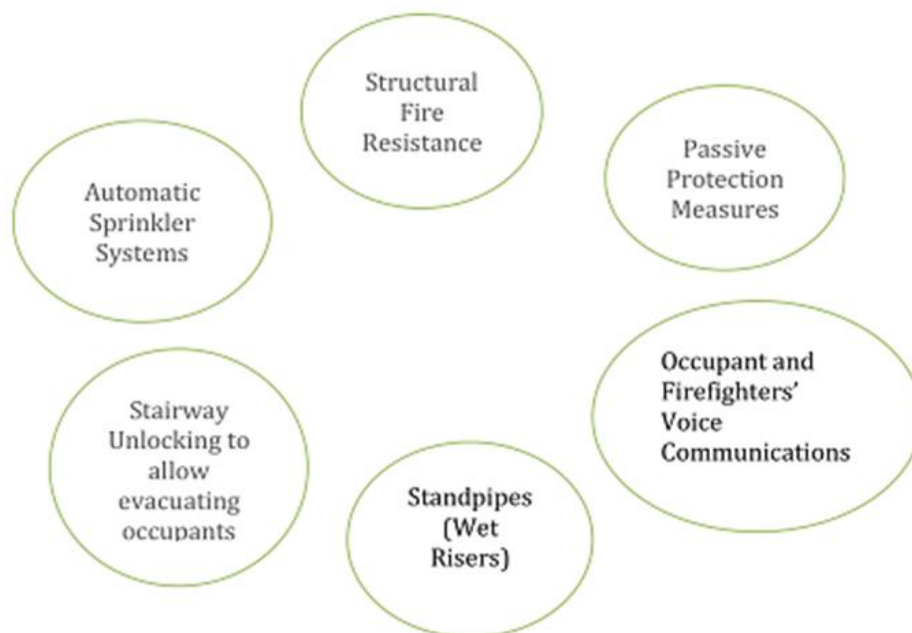 Structural
Fire
Resistance
Passive
Protection
Measures
Automatic
Sprinkler
Systems
Occupant and
Firefighters’
Voice
Communications
Stairway
Unlocking to
allow
evacuating
occupants
Standpipes
(Wet
Risers)